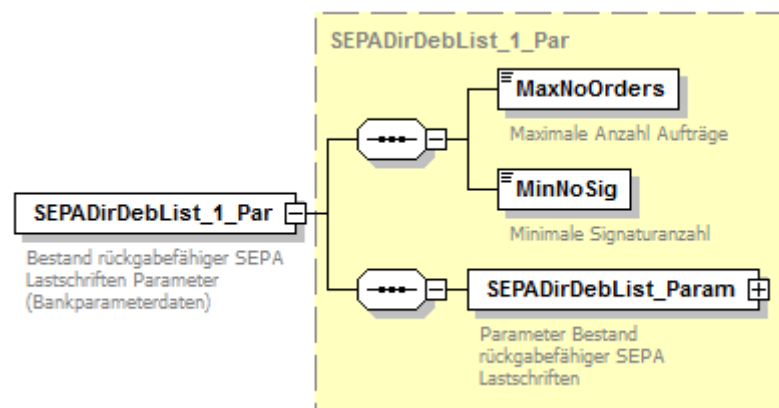 SEPADirDebList_1_Par
MaxNoOrders
Maximale Anzahl Aufträge
MinNoSig
Minimale Signaturanzahl
SEPADirDebList_1_Par
Bestand rückgabefähiger SEPA
Lastschriften Parameter
(Bankparameterdaten)
SEPADirDebList_Param
Parameter Bestand
rückgabefähiger SEPA
Lastschriften